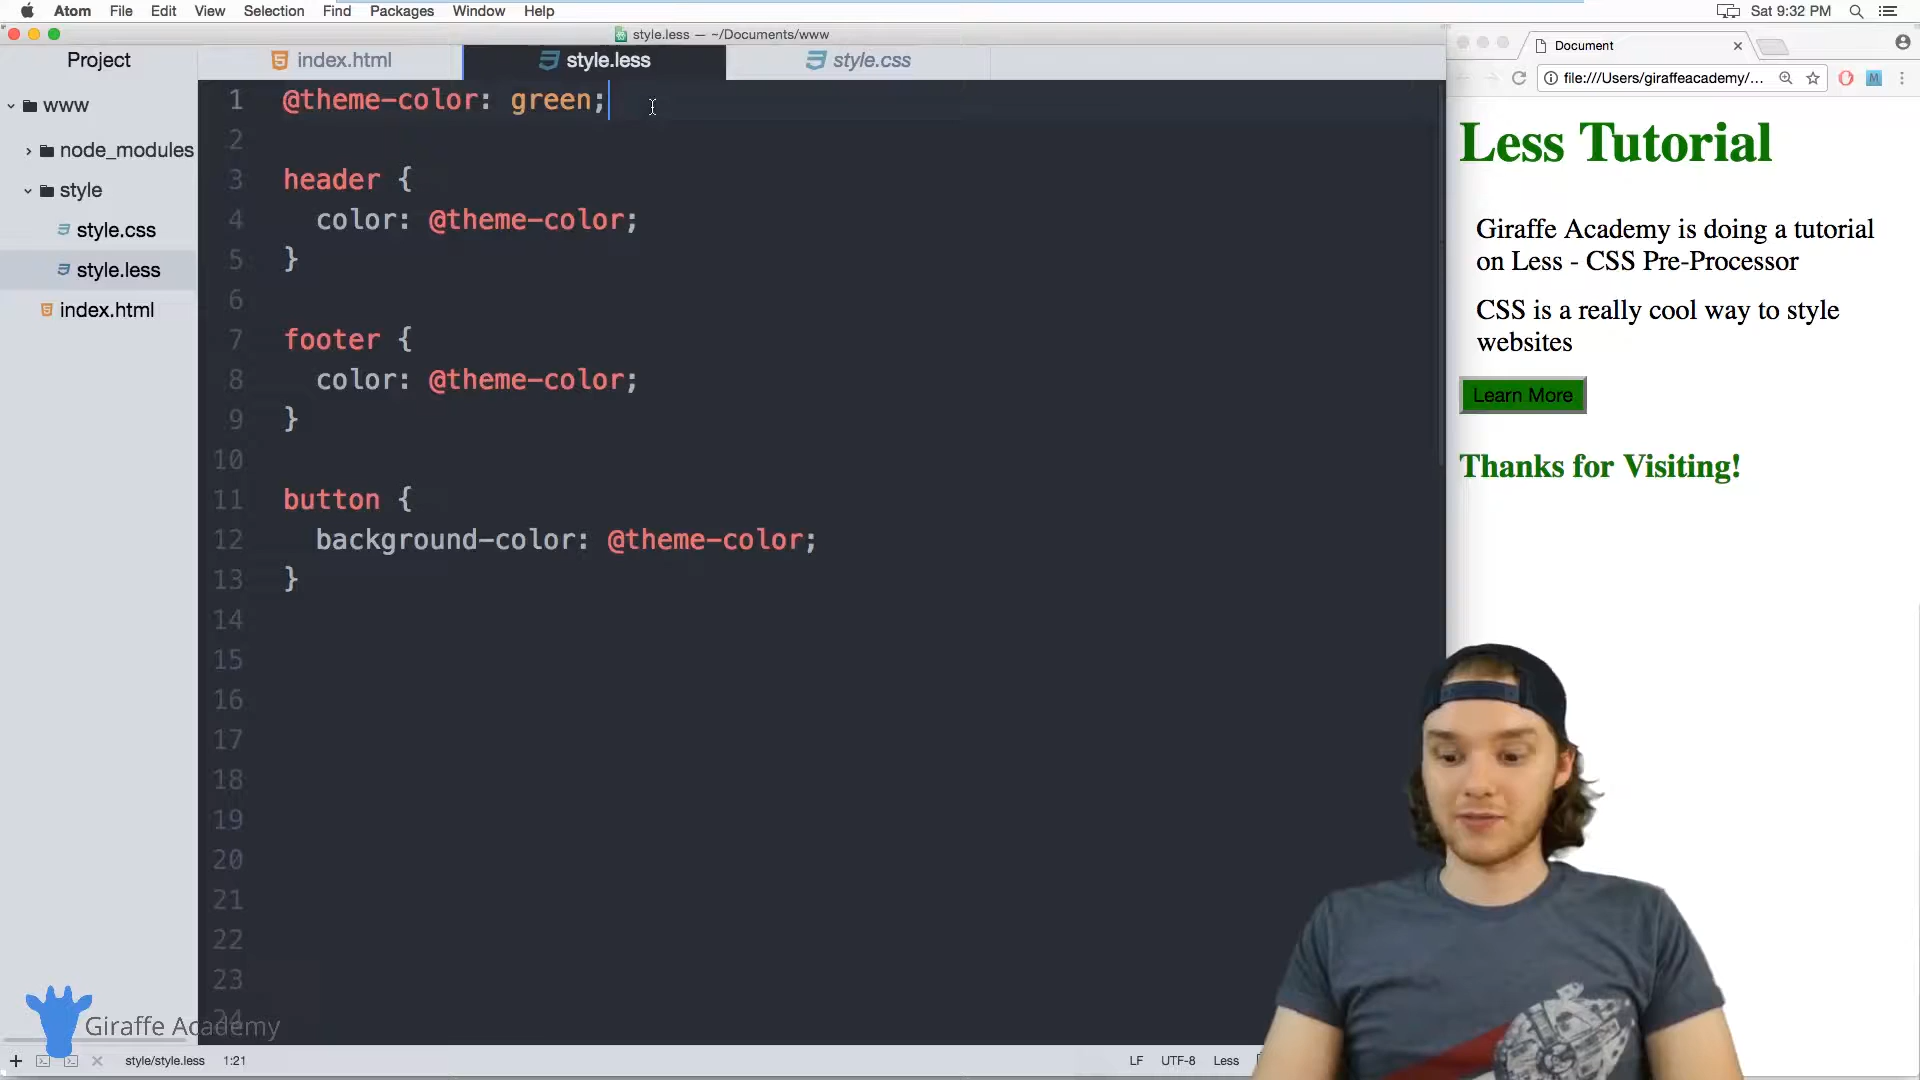 Atom File Edit View Selection Find Packages Window Help
Sat 9:32 PM
style.less — ~/Documents/www
Project
www
node_modules
style
style.css
style.less
index.html
index.html
style.less
style.css
1 @theme-color: green;
2
3 header {
4 color: @theme-color;
5 }
6
7 footer {
8 color: @theme-color;
9 }
10
11 button {
12 background-color: @theme-color;
13 }
14
15
16
17
18
19
20
21
22
23
24
Giraffe Academy
style/style.less 1:21
LF UTF-8 Less
Document
file:///Users/giraffeacademy/...
M
Less Tutorial
Giraffe Academy is doing a tutorial
on Less - CSS Pre-Processor
CSS is a really cool way to style
websites
Learn More
Thanks for Visiting!